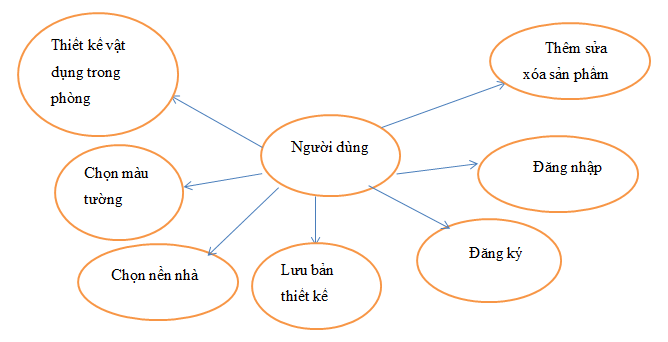 Thiết kế vật
dụng trong
phòng
Thêm sửa
xóa sản phẩm
Người dùng
Chọn màu
tường
Đăng nhập
Chọn nền nhà
Lưu bản
thiết kế
Đăng ký